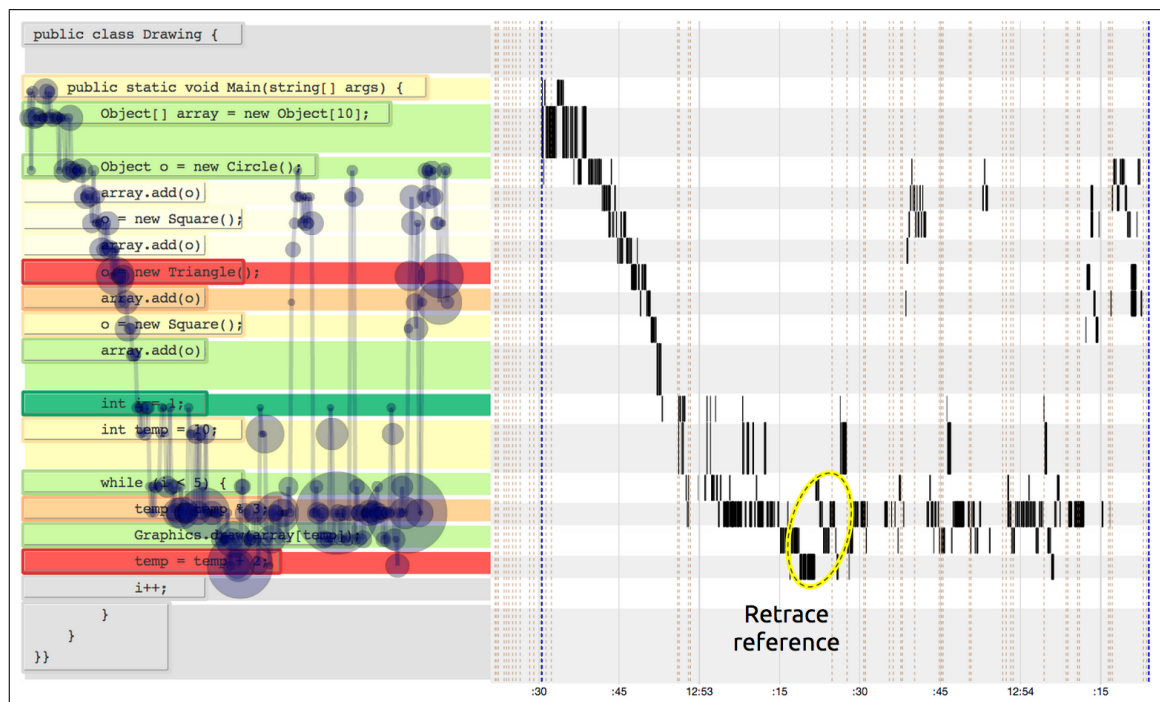 public class Drawing {
public static void Main(string[] args) {
Object[] array = new Object[10];
Object o = new Circle();
array.add(o)
o = new Square();
array.add(o)
o = new Triangle();
array.add(o)
o = new Square();
array.add(o)
int i = 1;
int temp = 10;
while (i < 5) {
temp = temp % 3;
Graphics.draw(array[temp]);
temp = temp + 2;
i++;
}
}
}}
Retrace
reference
:30 :45 12:53 :15 :30 :45 12:54 :15